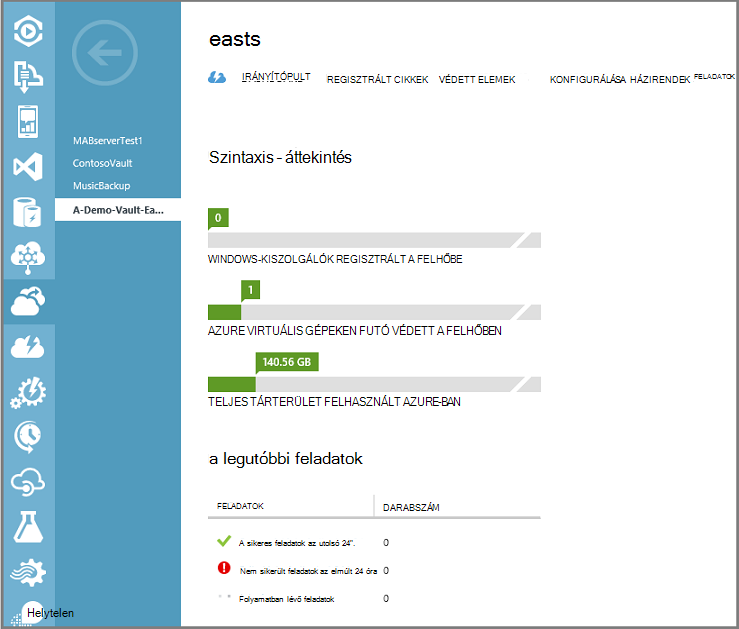 easts
IRÁNYÍTÓPULT REGISZTRÁLT CIKKEK VÉDETT ELEMEK KONFIGURÁLÁSA HÁZIRENDEK FELADATOK
MABserverTest1
ContosoVault
MusicBackup
A-Demo-Vault-Ea...
Szintaxis - áttekintés
0
WINDOWS-KISZOLGÁLÓK REGISZTRÁLT A FELHŐBE
1
AZURE VIRTUÁLIS GÉPEKEN FUTÓ VÉDETT A FELHŐBEN
140.56 GB
TELJES TÁRTERÜLET FELHASZNÁLT AZURE-BAN
a legutóbbi feladatok
FELADATOK DARABSZÁM
A sikeres feladatok az utolsó 24". 0
Nem sikerült feladatok az elmúlt 24 óra 0
Folyamatban lévő feladatok 0
Helytelen